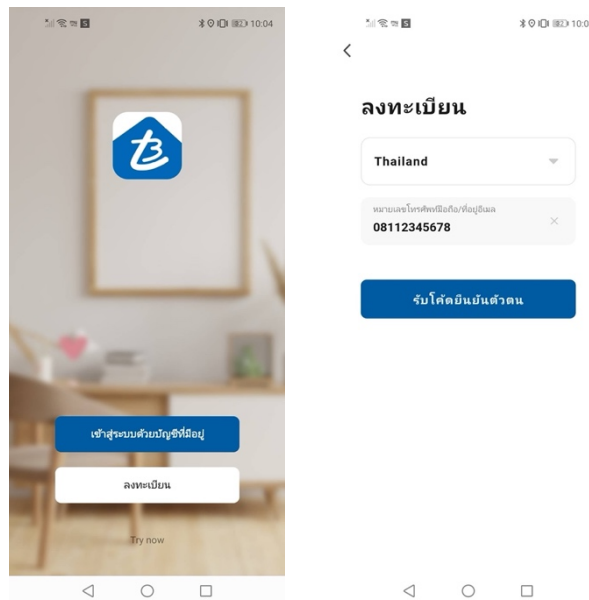 10:04
เข้าสู่ระบบด้วยบัญชีที่มีอยู่
ลงทะเบียน
Try now
10:0
ลงทะเบียน
Thailand
หมายเลขโทรศัพท์มือถือ/ที่อยู่อีเมล
08112345678
รับโค้ดยืนยันตัวตน